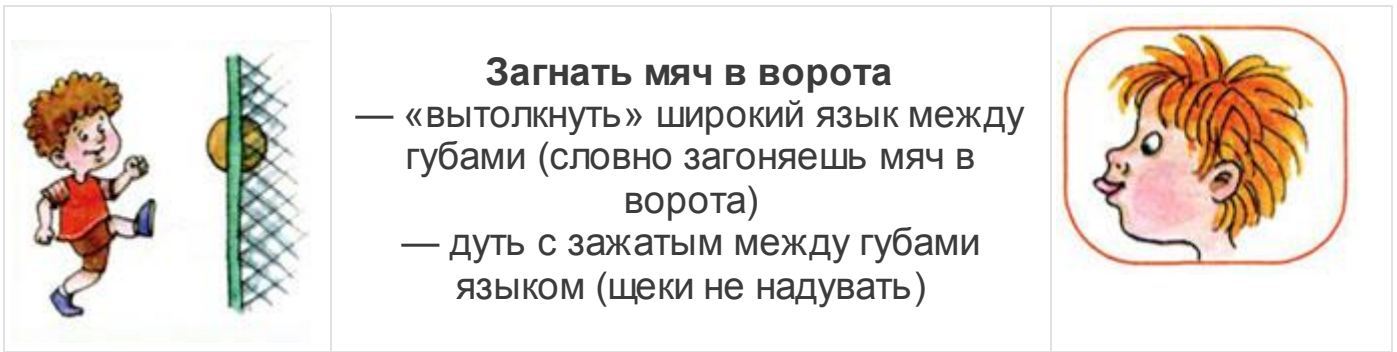 Загнать мяч в ворота
— «вытолкнуть» широкий язык между
губами (словно загоняешь мяч в
ворота)
— дуть с зажатым между губами
языком (щеки не надувать)